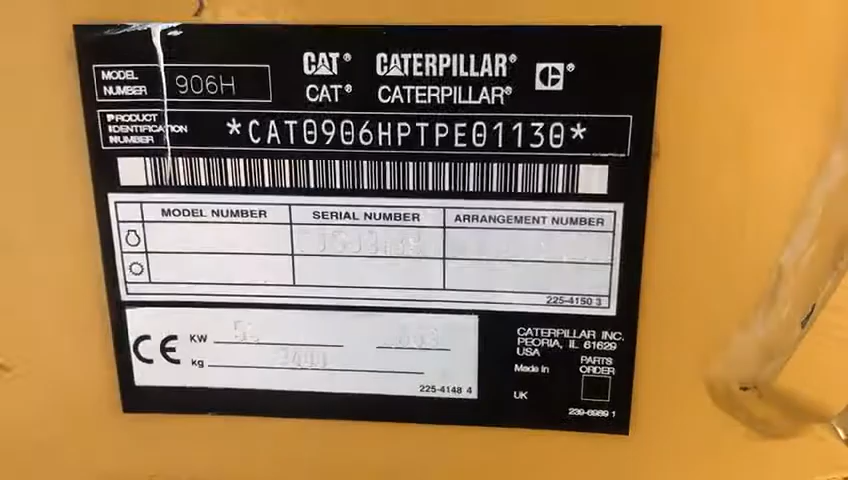 CAT® CATERPILLAR® C®
CAT® CATERPILLAR®
MODEL NUMBER 906H
PRODUCT IDENTIFICATION NUMBER *CAT0906HPTPE01130*
MODEL NUMBER SERIAL NUMBER ARRANGEMENT NUMBER
225-4150 3
CE KW
kg
225-4148 4
CATERPILLAR INC.
PEORIA, IL 61629
USA
Made In
UK
PARTS
ORDER
239-6989 1